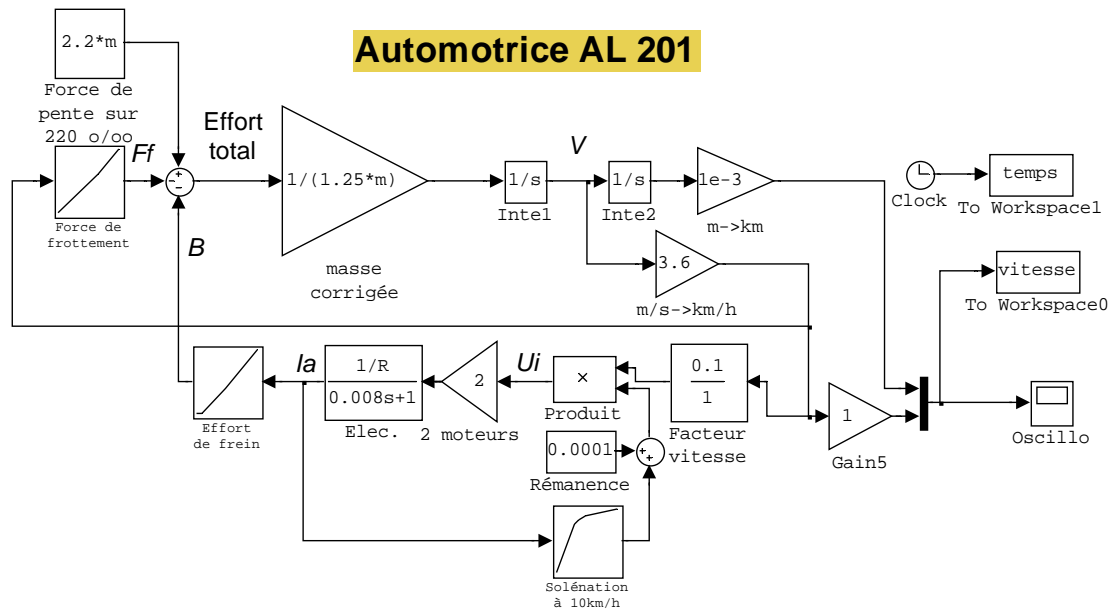 Automotrice AL 201
2.2*m
Force de
pente sur
220 o/oo
Ff
Force de
frottement
+
-
-
Effort
total
B
1/(1.25*m)
masse
corrigée
1/s
Inte1
V
1/s
Inte2
1e-3
m->km
3.6
m/s->km/h
Clock
temps
To Workspace1
vitesse
To Workspace0
Effort
de frein
Ia
1/R
0.008s+1
Elec.
2
2 moteurs
Ui
×
Produit
0.1
1
Facteur
vitesse
1
Gain5
Oscillo
0.0001
Rémanence
+
+
Solénation
à 10km/h